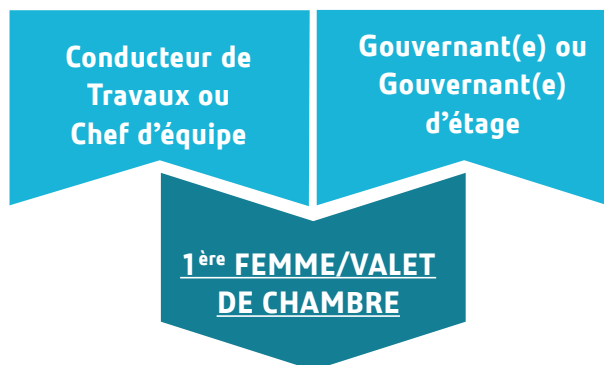 Conducteur de
Travaux ou
Chef d’équipe
Gouvernant(e) ou
Gouvernant(e)
d’étage
1ère FEMME/VALET
DE CHAMBRE